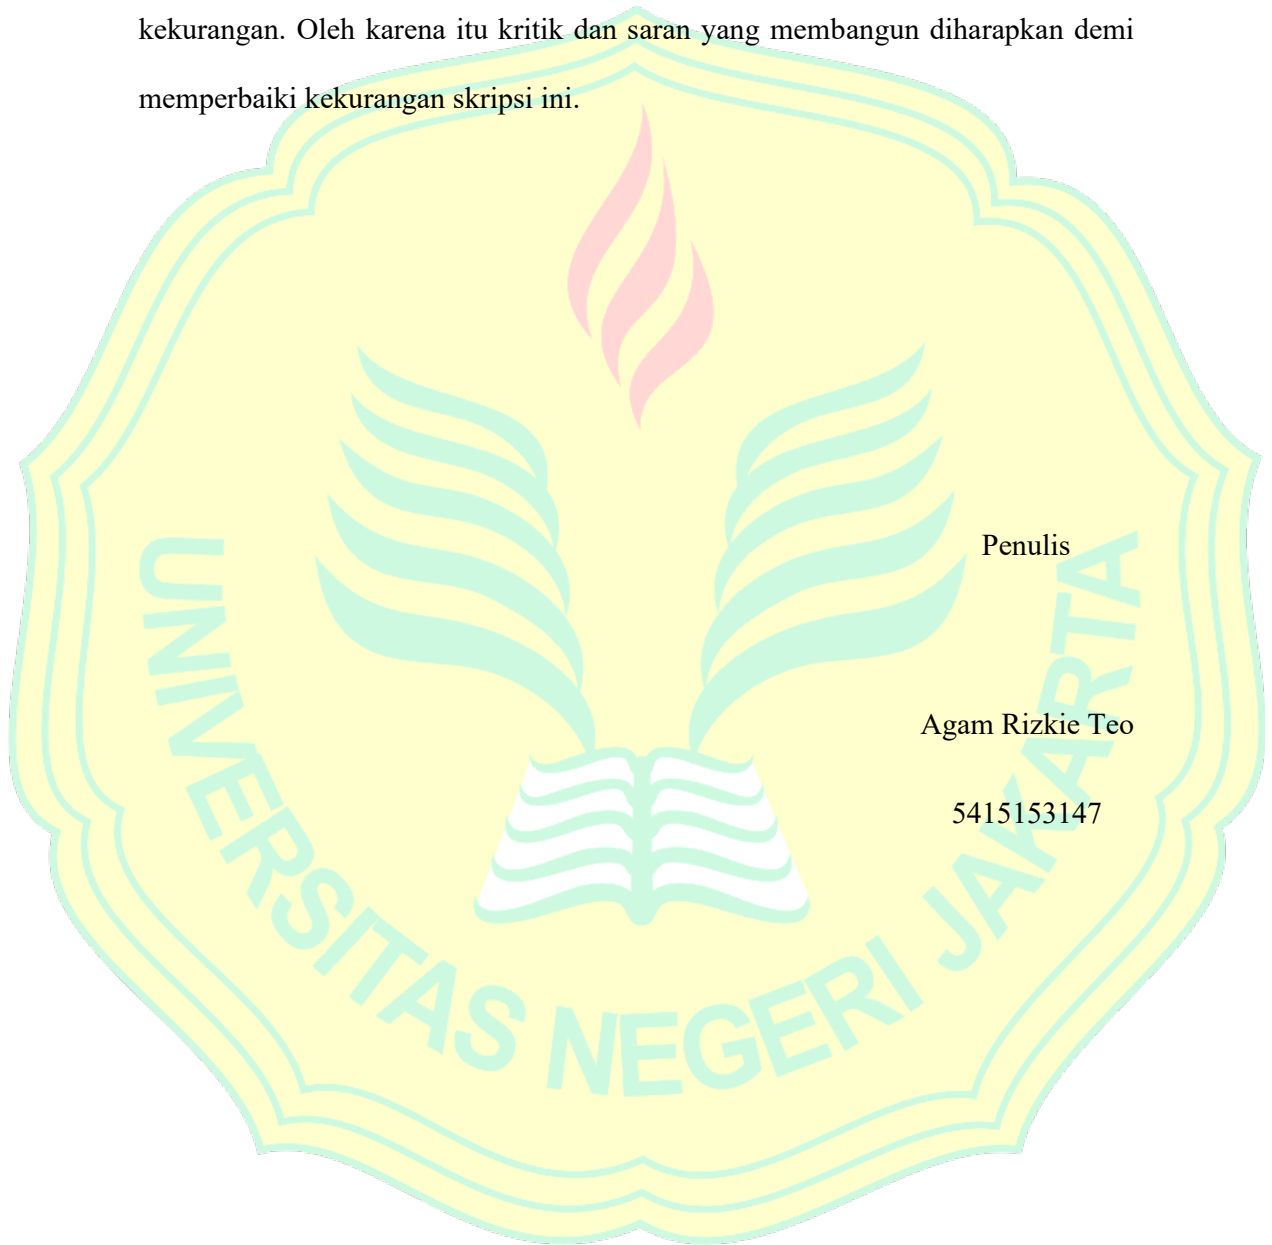 kekurangan. Oleh karena itu kritik dan saran yang membangun diharapkan demi
memperbaiki kekurangan skripsi ini.
Penulis
Agam Rizkie Teo
5415153147
UNIVERSITAS NEGERI JAKARTA